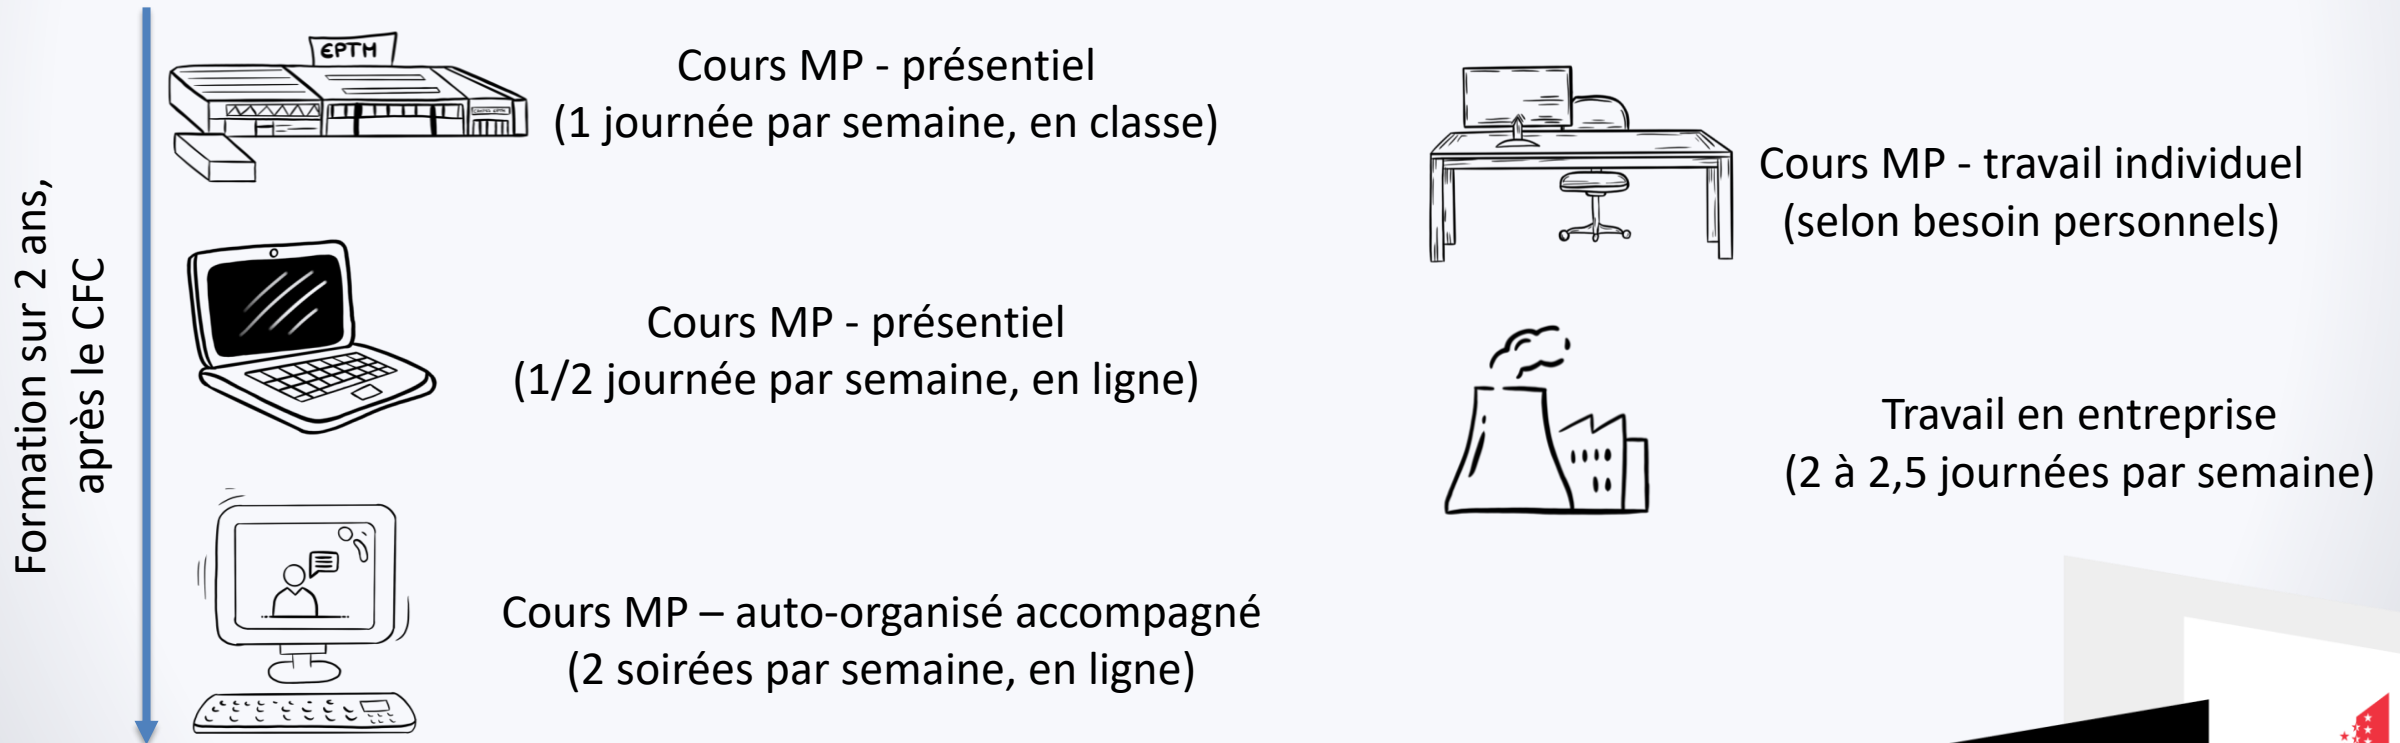 Formation sur 2 ans,
après le CFC
EPTM
Cours MP - présentiel
(1 journée par semaine, en classe)
Cours MP - présentiel
(1/2 journée par semaine, en ligne)
Cours MP – auto-organisé accompagné
(2 soirées par semaine, en ligne)
Cours MP - travail individuel
(selon besoin personnels)
Travail en entreprise
(2 à 2,5 journées par semaine)